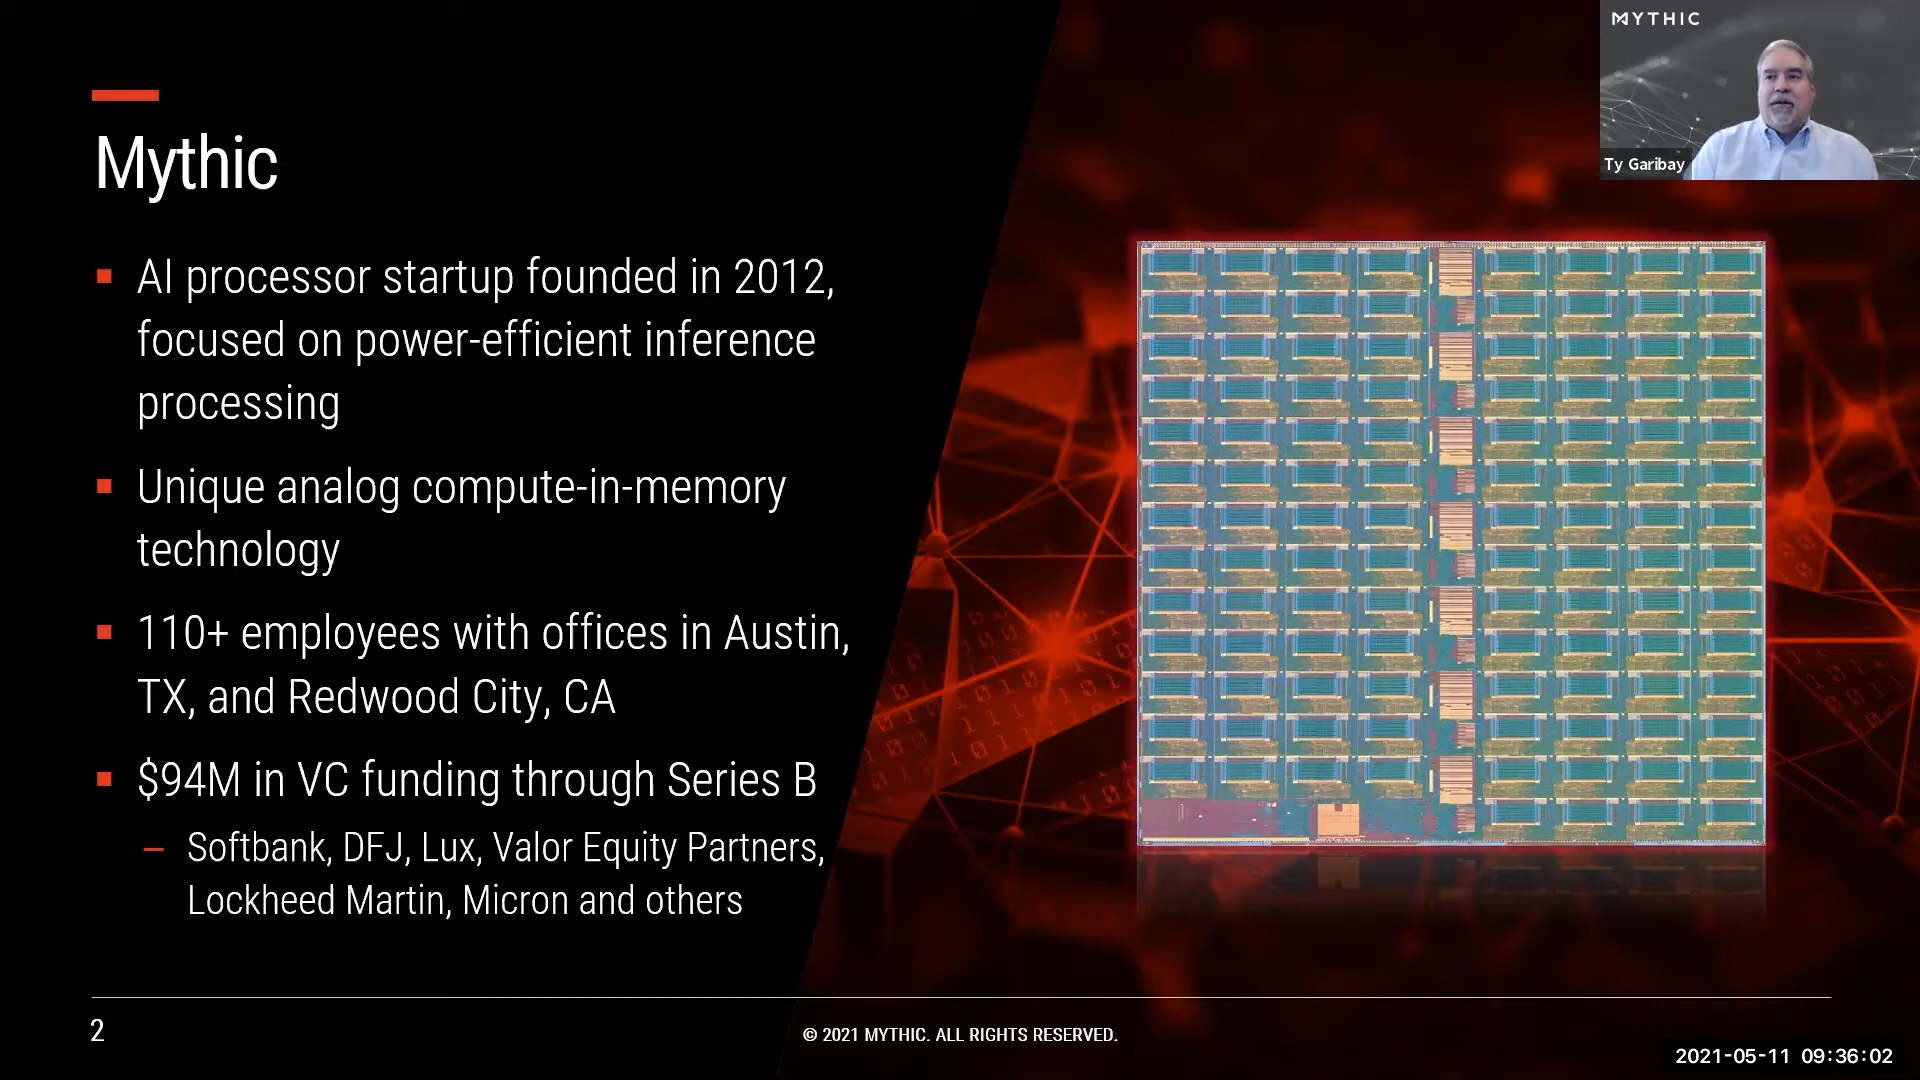 MYTHIC
Ty Garibay
Mythic
AI processor startup founded in 2012,
focused on power-efficient inference
processing
Unique analog compute-in-memory
technology
110+ employees with offices in Austin,
TX, and Redwood City, CA
$94M in VC funding through Series B
– Softbank, DFJ, Lux, Valor Equity Partners,
Lockheed Martin, Micron and others
2
© 2021 MYTHIC. ALL RIGHTS RESERVED.
2021-05-11 09:36:02